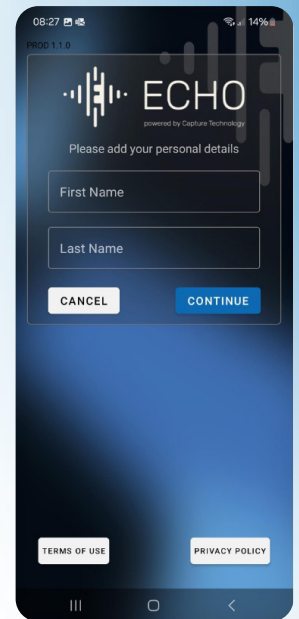 08:27 14%
PROD 1.1.0
ECHO
powered by Capture Technology
Please add your personal details
First Name
Last Name
CANCEL CONTINUE
TERMS OF USE PRIVACY POLICY